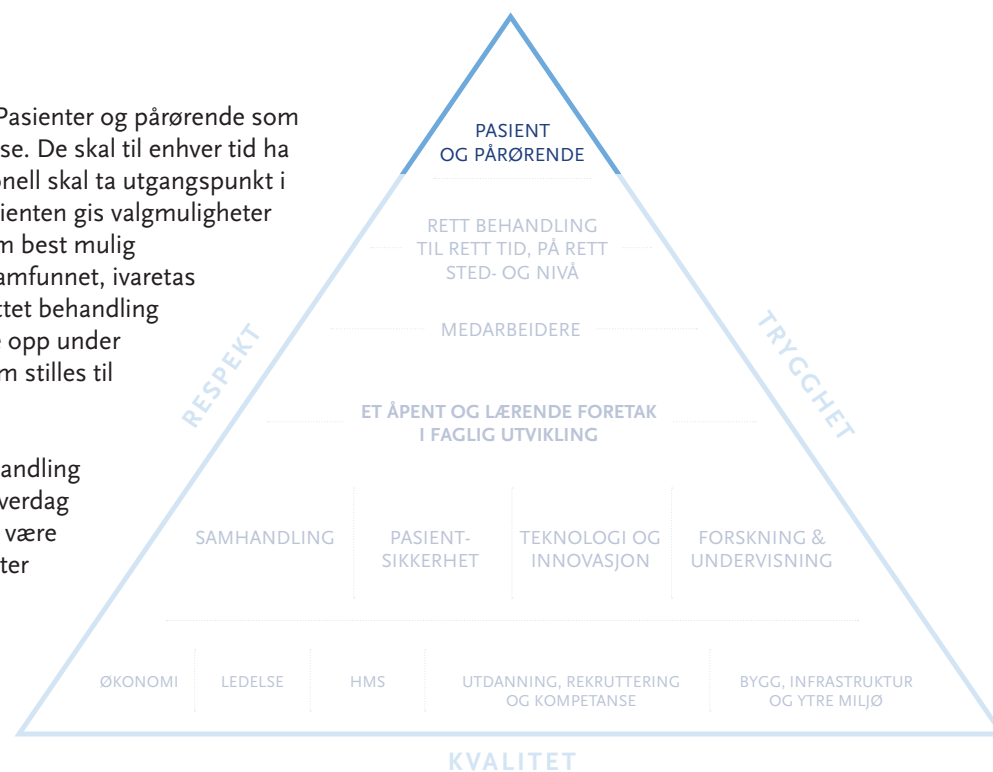 Pasienter og pårørende som
se. De skal til enhver tid ha
onell skal ta utgangspunkt i
ienten gis valgmuligheter
m best mulig
amfunnet, ivaretas
ttet behandling
e opp under
m stilles til
andling
verdag
være
ter
PASIENT
OG PÅRØRENDE
RETT BEHANDLING
TIL RETT TID, PÅ RETT
STED- OG NIVÅ
MEDARBEIDERE
RESPEKT
TRYGGHET
ET ÅPENT OG LÆRENDE FORETAK
I FAGLIG UTVIKLING
SAMHANDLING
PASIENT-
SIKKERHET
TEKNOLOGI OG
INNOVASJON
FORSKNING &
UNDERVISNING
ØKONOMI
LEDELSE
HMS
UTDANNING, REKRUTTERING
OG KOMPETANSE
BYGG, INFRASTRUKTUR
OG YTRE MILJØ
KVALITET